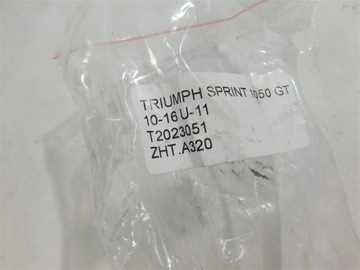 TRIUMPH SPRINT 1050 GT
10-16 U-11
T2023051
ZHT.A320